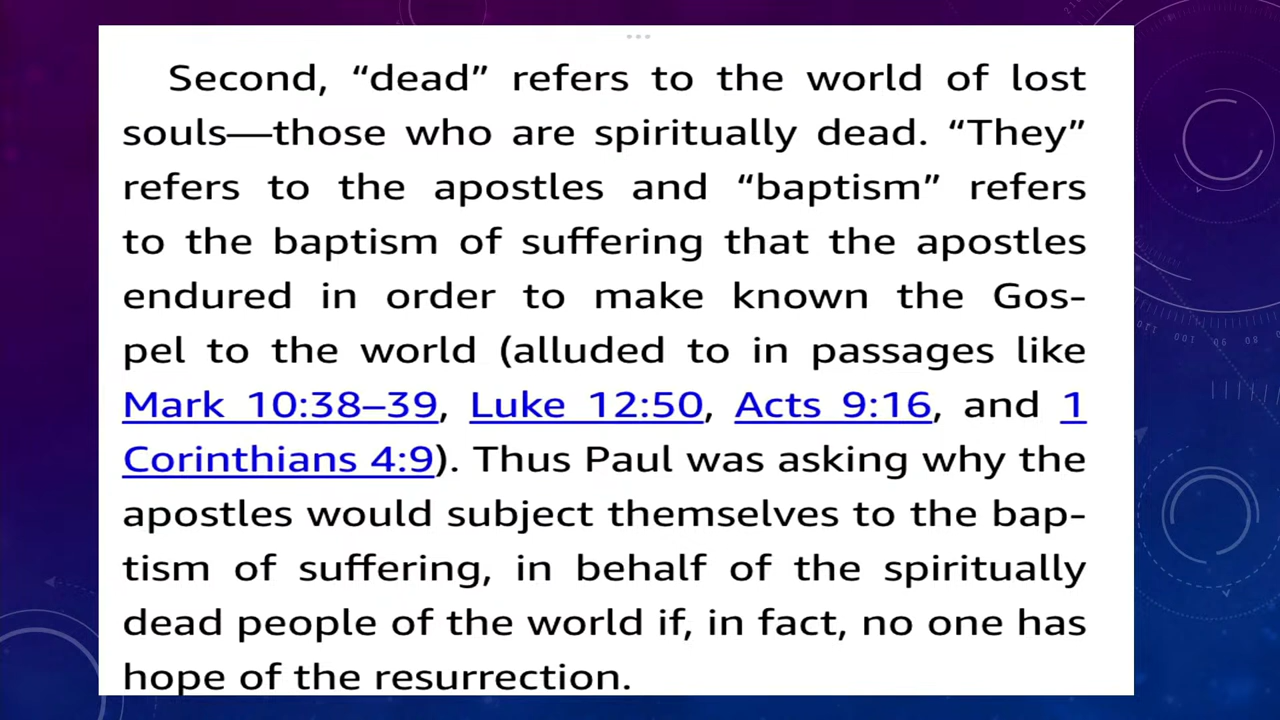 Second, “dead” refers to the world of lost
souls—those who are spiritually dead. “They”
refers to the apostles and “baptism” refers
to the baptism of suffering that the apostles
endured in order to make known the Gos-
pel to the world (alluded to in passages like
Mark 10:38–39, Luke 12:50, Acts 9:16, and 1
Corinthians 4:9). Thus Paul was asking why the
apostles would subject themselves to the bap-
tism of suffering, in behalf of the spiritually
dead people of the world if, in fact, no one has
hope of the resurrection.